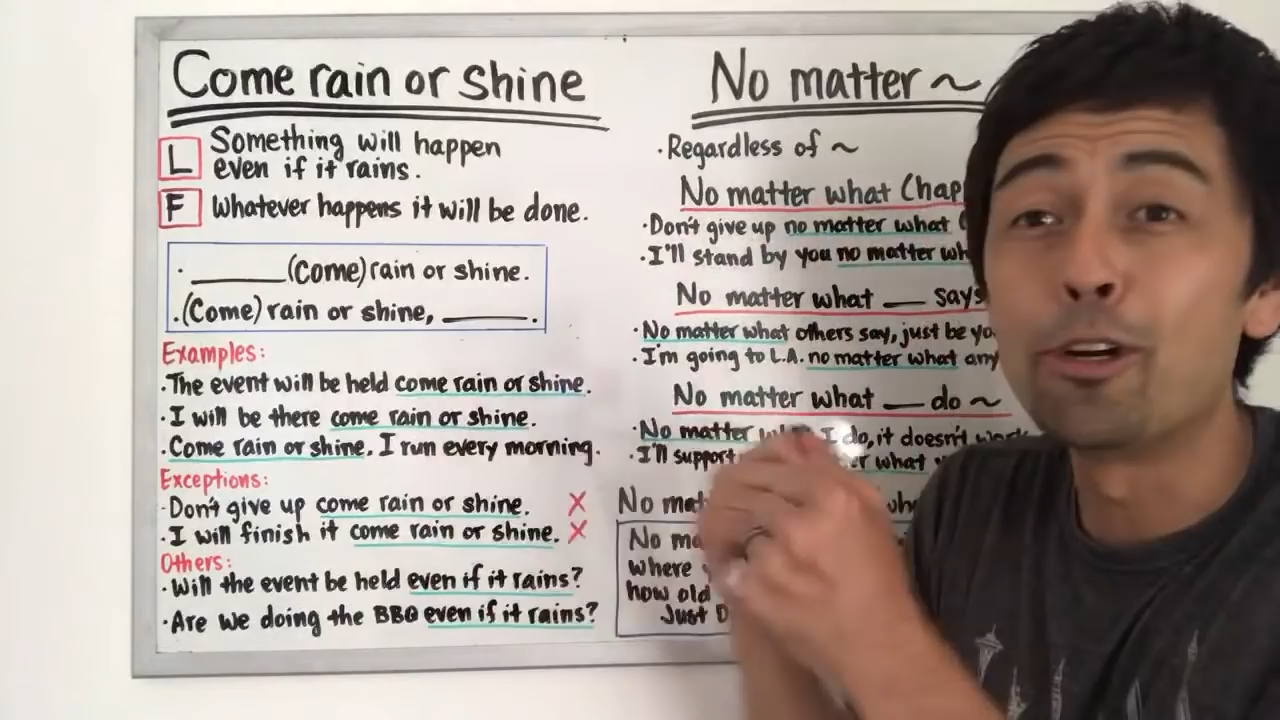 Come rain or shine
L Something will happen
even if it rains.
F Whatever happens it will be done.
· ______(Come) rain or shine.
·(Come) rain or shine, ______.
Examples:
·The event will be held come rain or shine.
·I will be there come rain or shine.
·Come rain or shine, I run every morning.
Exceptions:
·Don't give up come rain or shine. X
·I will finish it come rain or shine. X
Others:
·Will the event be held even if it rains?
·Are we doing the BBQ even if it rains?
No matter ~
·Regardless of ~
No matter what
·Don't give up no matter what
·I'll stand by you no matter
No matter what ___ says
·No matter what others say, just be
·I'm going to L.A. no matter what
No matter what ___ do ~
·No matter I do, it doesn't
·I'll support what
No
No
where
how old
Just